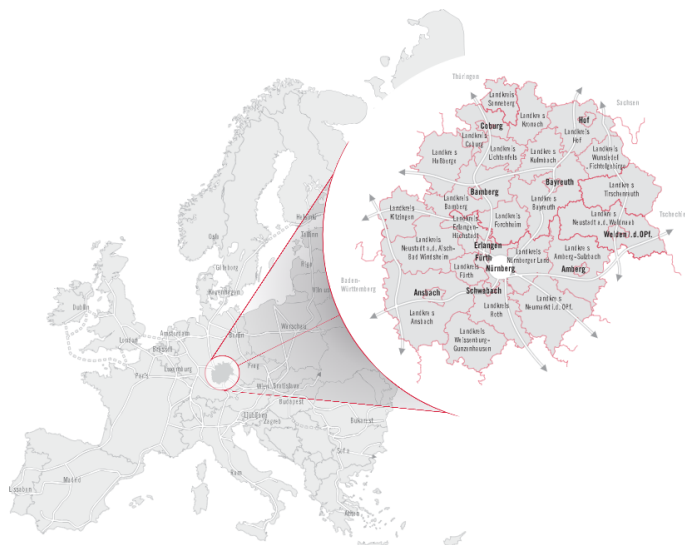 Thüringen
Sachsen
Landkreis
Sonneberg
Landkreis
Kronach
Hof
Coburg
Landkreis
Hof
Landkreis
Coburg
Landkreis
Lichtenfels
Landkreis
Kulmbach
Landkreis
Wunsiedel
Fichtelgebirge
Landkreis
Haßberge
Bayreuth
Landkreis
Tirschenreuth
Bamberg
Landkreis
Bamberg
Landkreis
Bayreuth
Landkreis
Kitzingen
Landkreis
Neustadt a.d. Waldnaab
Tschechien
Landkreis
Erlangen-
Höchstadt
Landkreis
Forchheim
Weiden i.d.OPf.
Landkreis
Neustadt a.d. Aisch-
Bad Windsheim
Erlangen
Fürth
Nürnberg
Landkreis
Nürnberger Land
Landkreis
Amberg-Sulzbach
Landkreis
Fürth
Amberg
Baden-
Württemberg
Ansbach
Schwabach
Landkreis
Roth
Landkreis
Neumarkt i.d. OPf.
Landkreis
Ansbach
Landkreis
Weissenburg-
Gunzenhausen
Helsinki
Tallinn
Oslo
Riga
Göteborg
Kopenhagen
Dublin
London
Amsterdam
Berlin
Warschau
Brüssel
Luxemburg
Paris
Prag
Wien
Bratislava
Budapest
Ljubljana
Zagreb
Bukarest
Sofia
Rom
Madrid
Lissabon
Athen